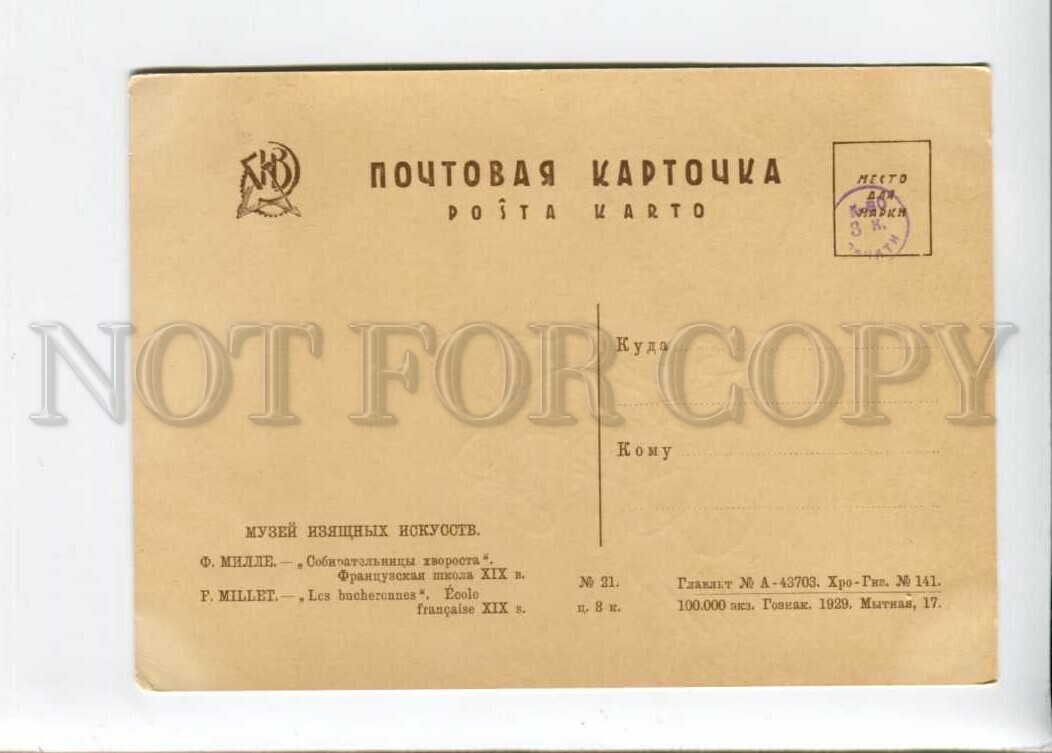 ПОЧТОВАЯ КАРТОЧКА
POŜTA KARTO
МЕСТО
ДЛЯ
МАРКИ
3 к.
NOT FOR COPY
Куда
Кому
МУЗЕЙ ИЗЯЩНЫХ ИСКУССТВ.
Ф. МИЛЛЕ. — „Собирательницы хвороста“.
Французская школа XIX в.
F. MILLET. — „Les bucheronnes“. École
française XIX s.
№ 21.
ц. 8 к.
Главлит № А-43703. Хро-Гиз. № 141.
100.000 экз. Гознак. 1929. Мытная, 17.